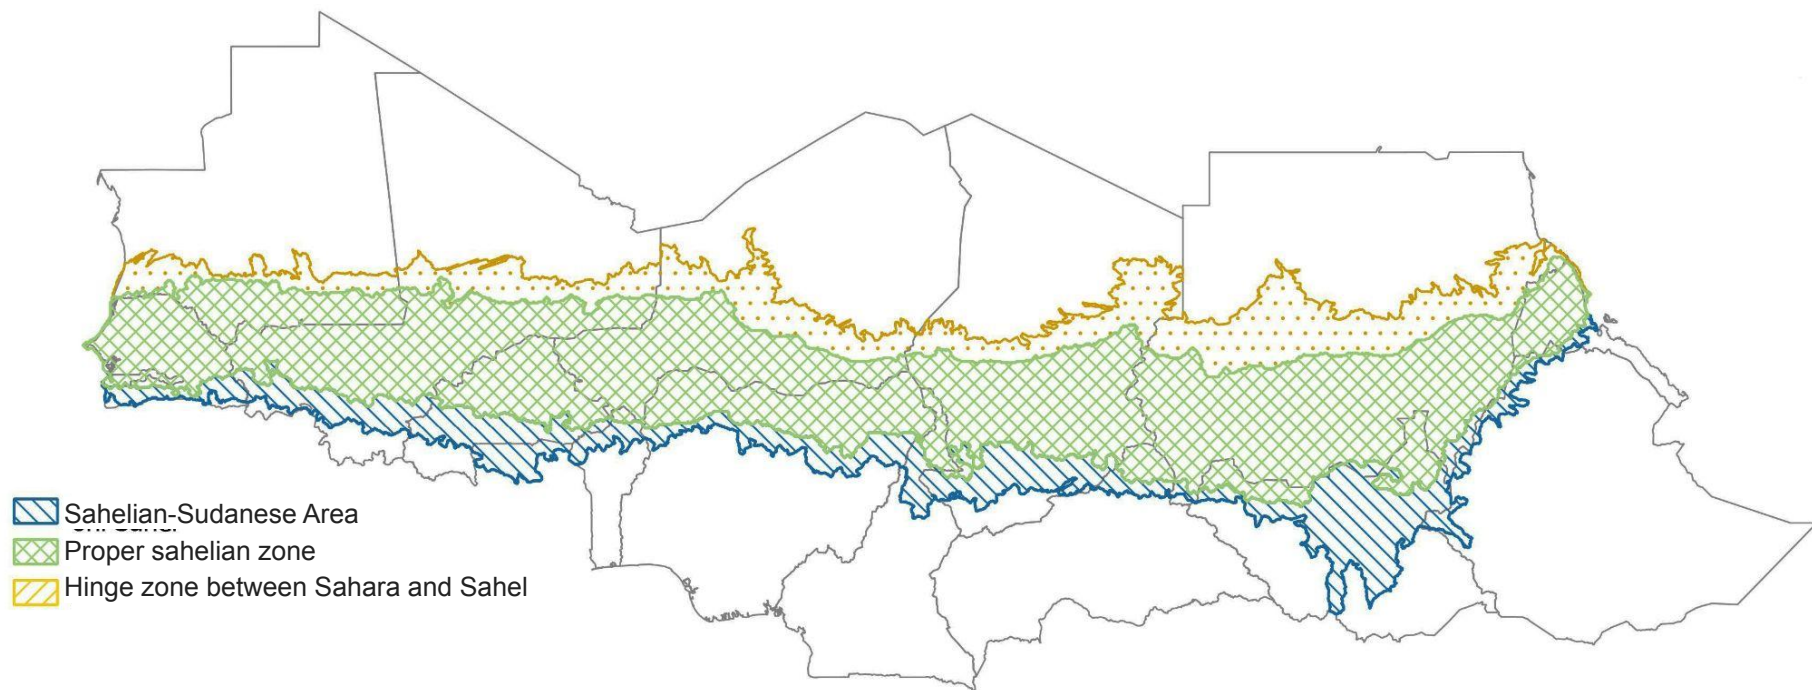 Sahelian-Sudanese Area
Proper sahelian zone
Hinge zone between Sahara and Sahel